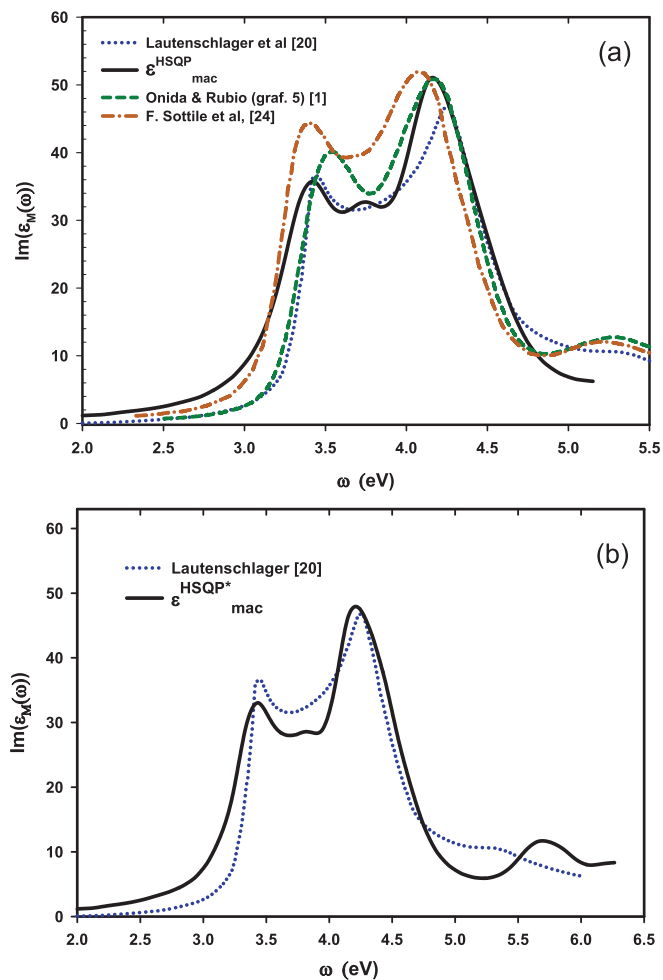 (a)
Lautenschlager et al [20]
ε^HSQP_mac
Onida & Rubio (graf. 5) [1]
F. Sottile et al, [24]
Im(ε_M(ω))
60
50
40
30
20
10
0
2.0 2.5 3.0 3.5 4.0 4.5 5.0 5.5
ω (eV)
(b)
Lautenschlager [20]
ε^HSQP*_mac
Im(ε_M(ω))
60
50
40
30
20
10
0
2.0 2.5 3.0 3.5 4.0 4.5 5.0 5.5 6.0 6.5
ω (eV)